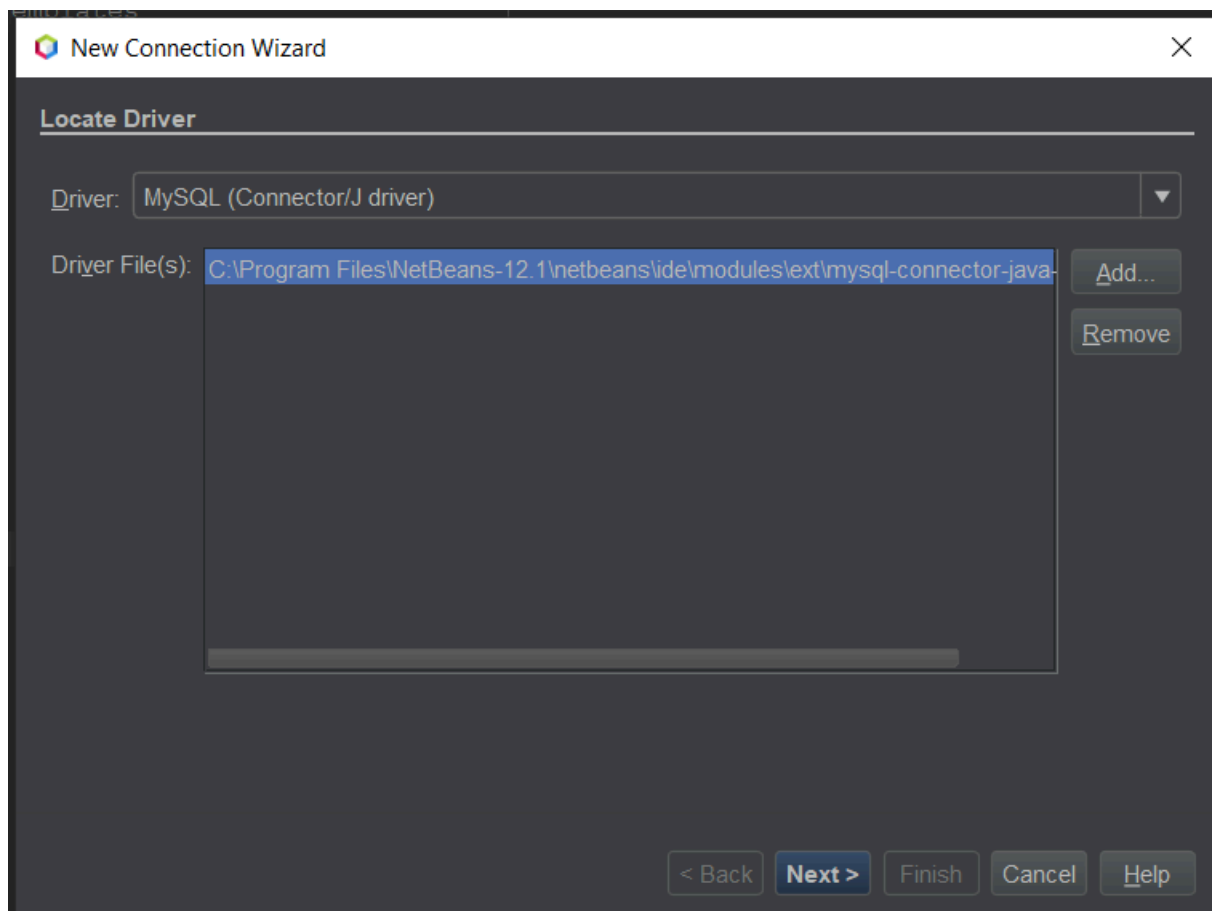 New Connection Wizard
Locate Driver
Driver: MySQL (Connector/J driver)
Driver File(s): C:\Program Files\NetBeans-12.1\netbeans\ide\modules\ext\mysql-connector-java- Add...
Remove
< Back Next > Finish Cancel Help